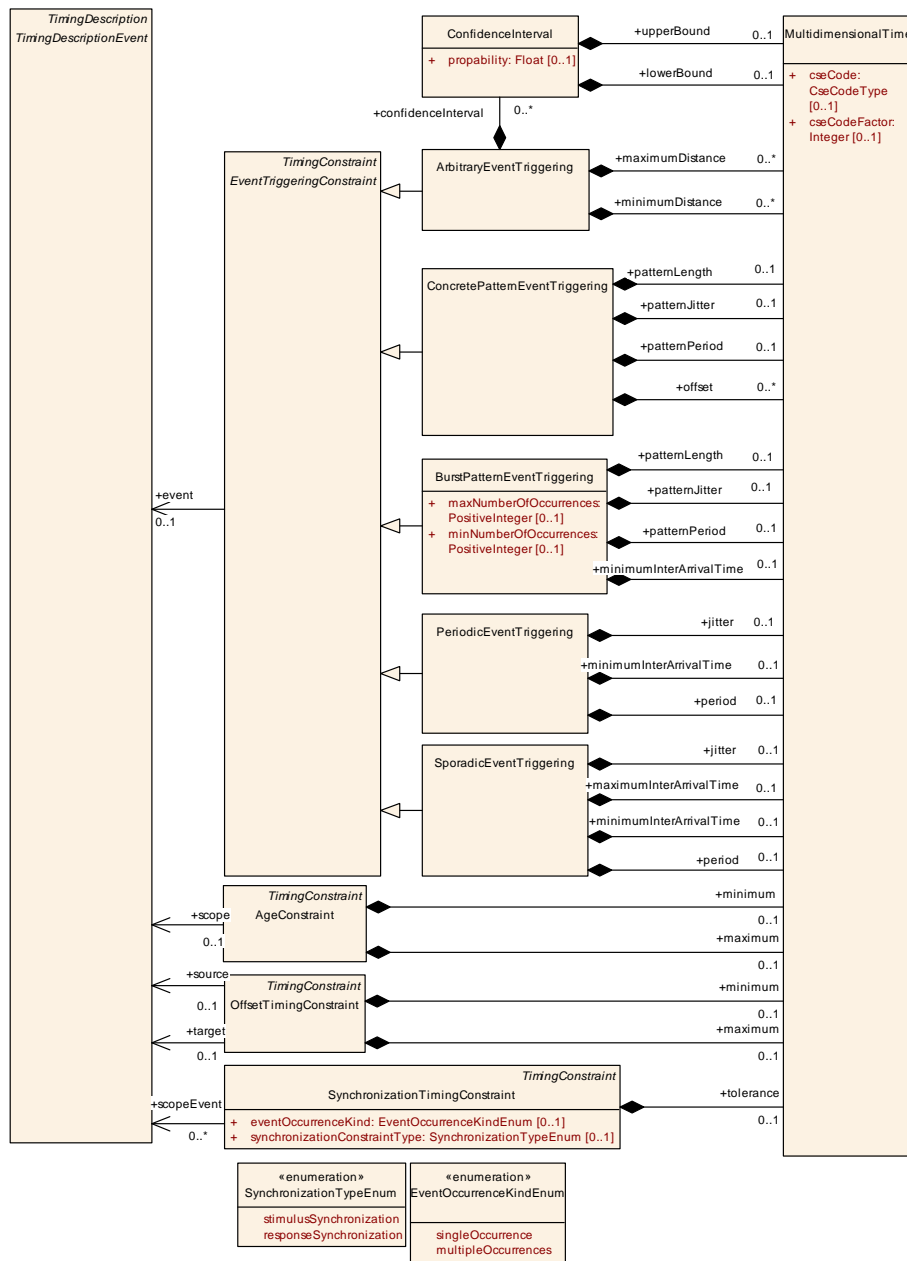 TimingDescription
TimingDescriptionEvent
ConfidenceInterval
+ propability: Float [0..1]
+upperBound
0..1
+lowerBound
0..1
MultidimensionalTime
+ cseCode:
CseCodeType
[0..1]
+ cseCodeFactor:
Integer [0..1]
+confidenceInterval
0..*
TimingConstraint
EventTriggeringConstraint
ArbitraryEventTriggering
+maximumDistance
0..*
+minimumDistance
0..*
ConcretePatternEventTriggering
+patternLength
0..1
+patternJitter
0..1
+patternPeriod
0..1
+offset
0..*
BurstPatternEventTriggering
+ maxNumberOfOccurrences:
PositiveInteger [0..1]
+ minNumberOfOccurrences:
PositiveInteger [0..1]
+patternLength
0..1
+patternJitter
0..1
+patternPeriod
0..1
+minimumInterArrivalTime
0..1
+event
0..1
PeriodicEventTriggering
+jitter
0..1
+minimumInterArrivalTime
0..1
+period
0..1
SporadicEventTriggering
+jitter
0..1
+maximumInterArrivalTime
0..1
+minimumInterArrivalTime
0..1
+period
0..1
TimingConstraint
AgeConstraint
+scope
0..1
+minimum
0..1
+maximum
0..1
TimingConstraint
OffsetTimingConstraint
+source
0..1
+target
0..1
+minimum
0..1
+maximum
0..1
TimingConstraint
SynchronizationTimingConstraint
+ eventOccurrenceKind: EventOccurrenceKindEnum [0..1]
+ synchronizationConstraintType: SynchronizationTypeEnum [0..1]
+scopeEvent
0..*
+tolerance
0..1
«enumeration»
SynchronizationTypeEnum
stimulusSynchronization
responseSynchronization
«enumeration»
EventOccurrenceKindEnum
singleOccurrence
multipleOccurrences